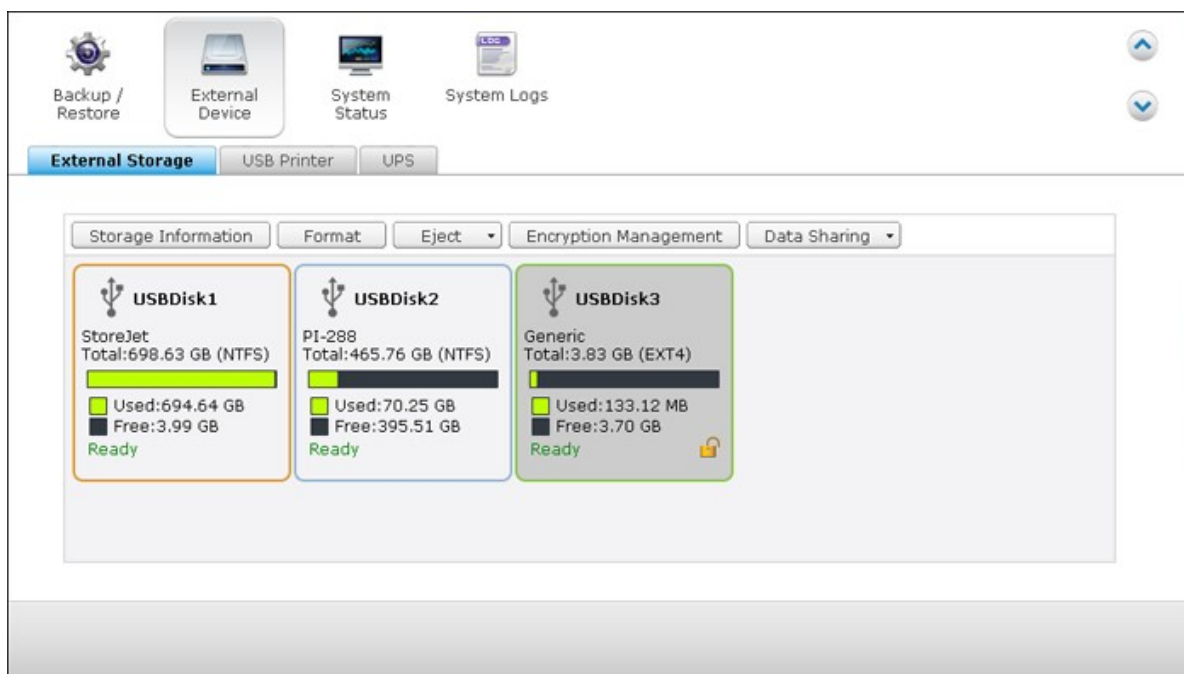 LOG
Backup /
Restore
External
Device
System
Status
System Logs
External Storage
USB Printer
UPS
Storage Information
Format
Eject
Encryption Management
Data Sharing
USBDisk1
StoreJet
Total:698.63 GB (NTFS)
Used:694.64 GB
Free:3.99 GB
Ready
USBDisk2
PI-288
Total:465.76 GB (NTFS)
Used:70.25 GB
Free:395.51 GB
Ready
USBDisk3
Generic
Total:3.83 GB (EXT4)
Used:133.12 MB
Free:3.70 GB
Ready